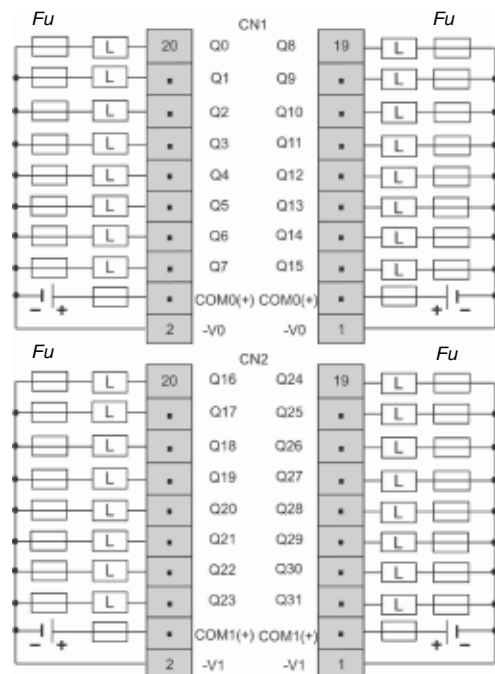 Fu CN1 Fu
L 20 Q0 Q8 19 L
L Q1 Q9 L
L Q2 Q10 L
L Q3 Q11 L
L Q4 Q12 L
L Q5 Q13 L
L Q6 Q14 L
L Q7 Q15 L
- + COM0(+) COM0(+) + -
2 -V0 -V0 1
Fu CN2 Fu
L 20 Q16 Q24 19 L
L Q17 Q25 L
L Q18 Q26 L
L Q19 Q27 L
L Q20 Q28 L
L Q21 Q29 L
L Q22 Q30 L
L Q23 Q31 L
- + COM1(+) COM1(+) + -
2 -V1 -V1 1